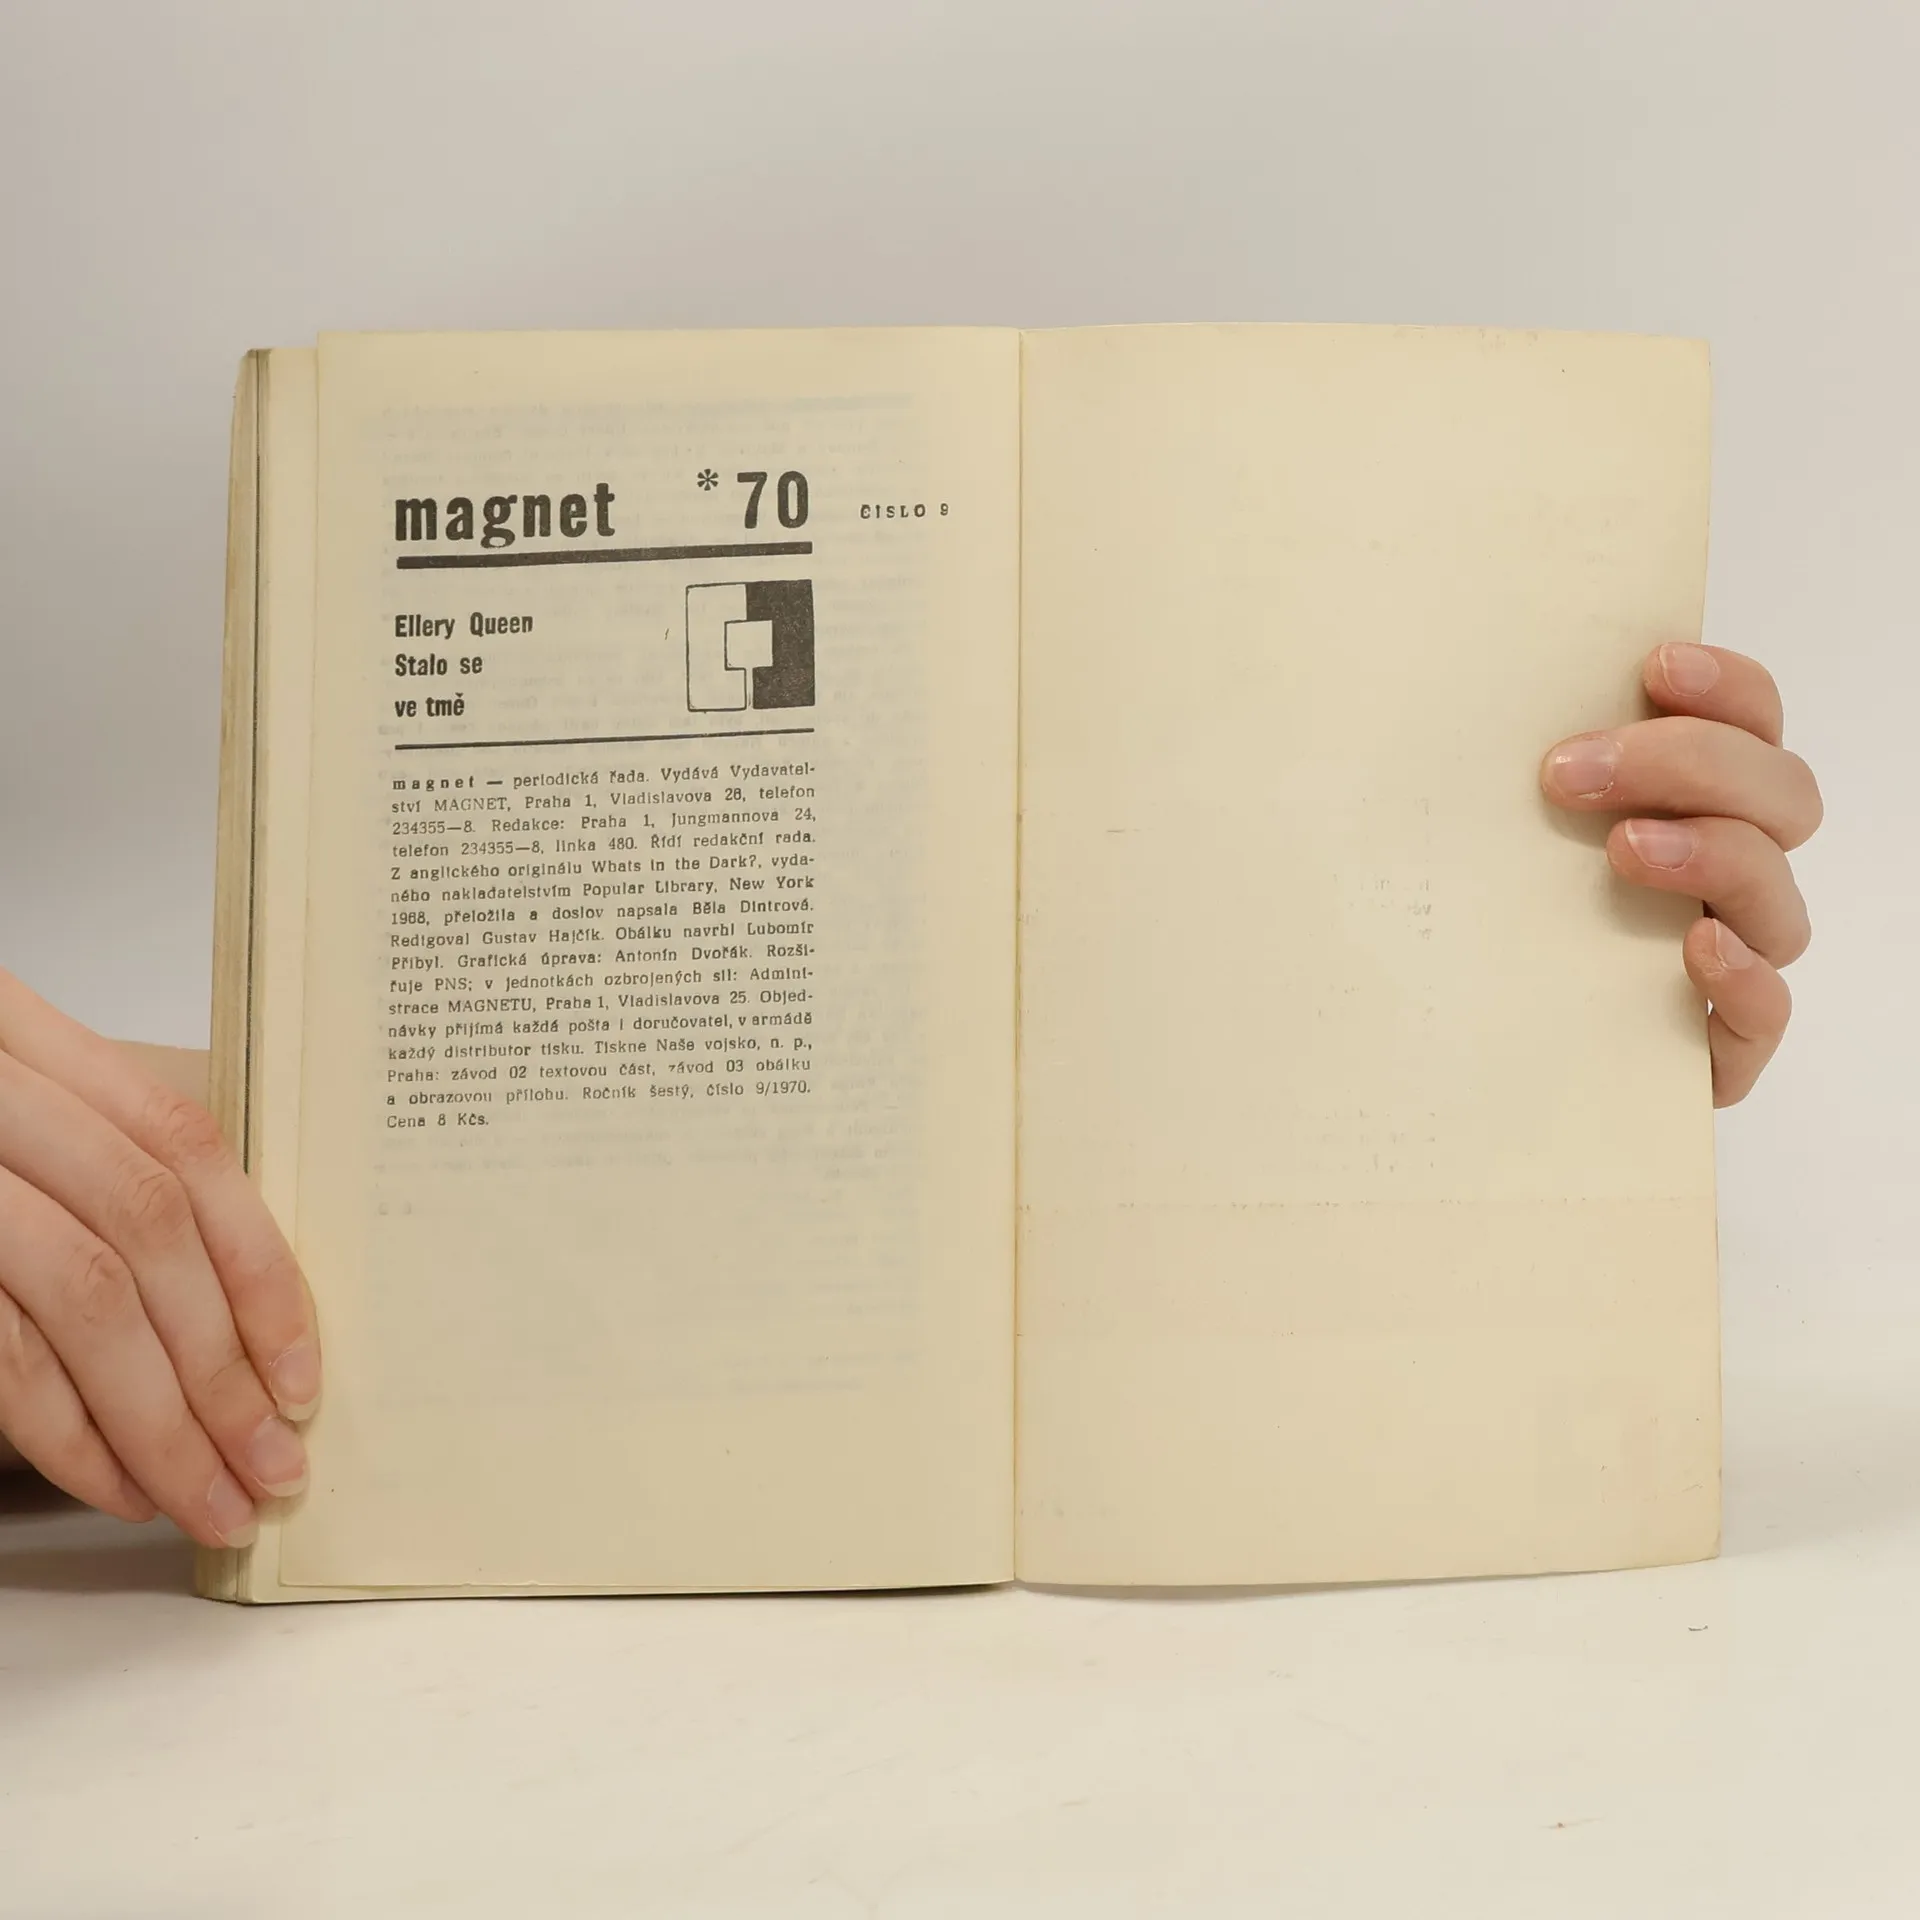 magnet *70 ČÍSLO 9
Ellery Queen
Stalo se
ve tmě
magnet — periodická řada. Vydává Vydavatel-
ství MAGNET, Praha 1, Vladislavova 26, telefon
234355—8. Redakce: Praha 1, Jungmannova 24,
telefon 234355—8, linka 480. Řídí redakční rada.
Z anglického originálu Whats in the Dark?, vyda-
ného nakladatelstvím Popular Library, New York
1968, přeložila a doslov napsala Běla Dintrová.
Redigoval Gustav Hajčík. Obálku navrhl Lubomír
Přibyl. Grafická úprava: Antonín Dvořák. Rozši-
řuje PNS; v jednotkách ozbrojených sil: Admini-
strace MAGNETU, Praha 1, Vladislavova 25. Objed-
návky přijímá každá pošta i doručovatel, v armádě
každý distributor tisku. Tiskne Naše vojsko, n. p.,
Praha: závod 02 textovou část, závod 03 obálku
a obrazovou přílohu. Ročník šestý, číslo 9/1970.
Cena 8 Kčs.